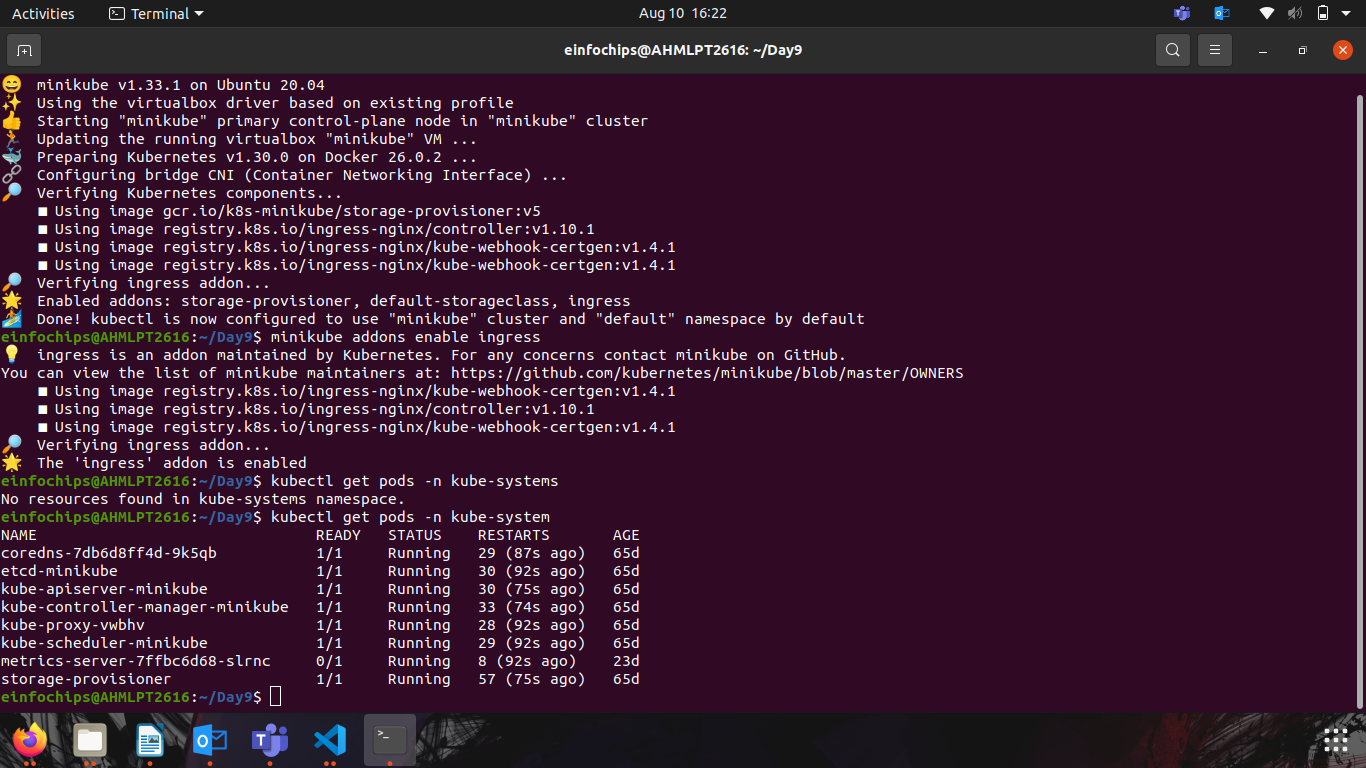 Activities
Terminal
Aug 10 16:22
einfochips@AHMLPT2616: ~/Day9
minikube v1.33.1 on Ubuntu 20.04
Using the virtualbox driver based on existing profile
Starting "minikube" primary control-plane node in "minikube" cluster
Updating the running virtualbox "minikube" VM ...
Preparing Kubernetes v1.30.0 on Docker 26.0.2 ...
Configuring bridge CNI (Container Networking Interface) ...
Verifying Kubernetes components...
■ Using image gcr.io/k8s-minikube/storage-provisioner:v5
■ Using image registry.k8s.io/ingress-nginx/controller:v1.10.1
■ Using image registry.k8s.io/ingress-nginx/kube-webhook-certgen:v1.4.1
■ Using image registry.k8s.io/ingress-nginx/kube-webhook-certgen:v1.4.1
Verifying ingress addon...
Enabled addons: storage-provisioner, default-storageclass, ingress
Done! kubectl is now configured to use "minikube" cluster and "default" namespace by default
einfochips@AHMLPT2616:~/Day9$ minikube addons enable ingress
ingress is an addon maintained by Kubernetes. For any concerns contact minikube on GitHub.
You can view the list of minikube maintainers at: https://github.com/kubernetes/minikube/blob/master/OWNERS
■ Using image registry.k8s.io/ingress-nginx/kube-webhook-certgen:v1.4.1
■ Using image registry.k8s.io/ingress-nginx/controller:v1.10.1
■ Using image registry.k8s.io/ingress-nginx/kube-webhook-certgen:v1.4.1
Verifying ingress addon...
The 'ingress' addon is enabled
einfochips@AHMLPT2616:~/Day9$ kubectl get pods -n kube-systems
No resources found in kube-systems namespace.
einfochips@AHMLPT2616:~/Day9$ kubectl get pods -n kube-system
NAME READY STATUS RESTARTS AGE
coredns-7db6d8ff4d-9k5qb 1/1 Running 29 (87s ago) 65d
etcd-minikube 1/1 Running 30 (92s ago) 65d
kube-apiserver-minikube 1/1 Running 30 (75s ago) 65d
kube-controller-manager-minikube 1/1 Running 33 (74s ago) 65d
kube-proxy-vwbhv 1/1 Running 28 (92s ago) 65d
kube-scheduler-minikube 1/1 Running 29 (92s ago) 65d
metrics-server-7ffbc6d68-slrnc 0/1 Running 8 (92s ago) 23d
storage-provisioner 1/1 Running 57 (75s ago) 65d
einfochips@AHMLPT2616:~/Day9$